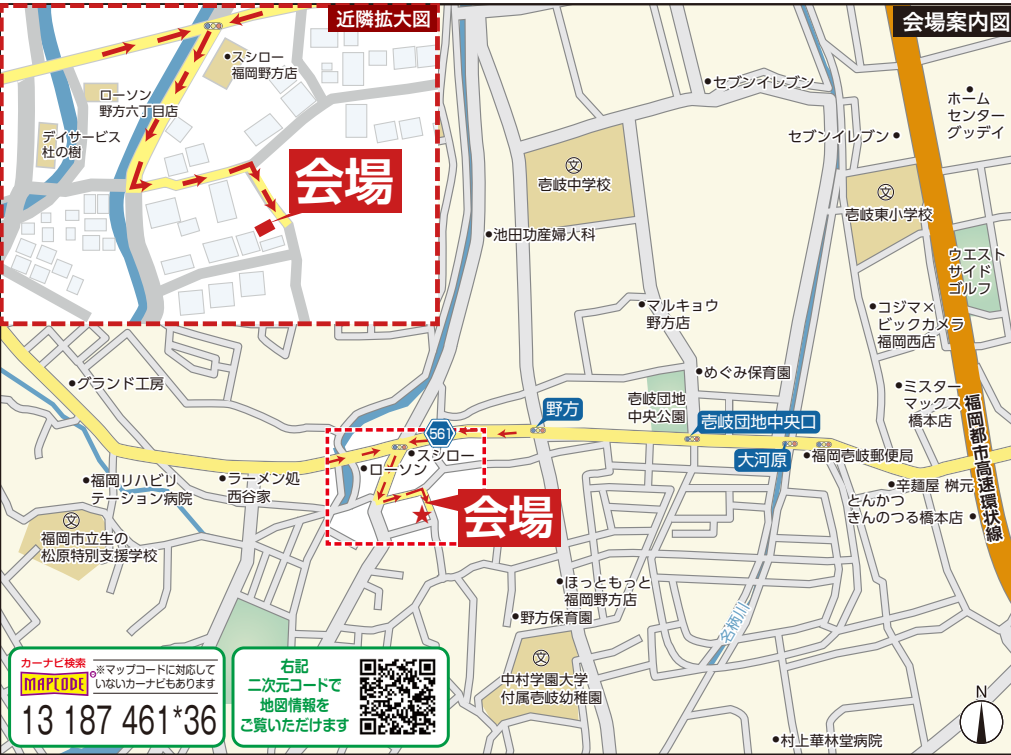 近隣拡大図
スシロー
福岡野方店
ローソン
野方六丁目店
デイサービス
杜の樹
会場
会場案内図
セブンイレブン
ホーム
センター
グッデイ
セブンイレブン
壱岐中学校
壱岐東小学校
池田功産婦人科
ウエスト
サイド
ゴルフ
マルキョウ
野方店
コジマ×
ビックカメラ
福岡西店
めぐみ保育園
グランド工房
壱岐団地
中央公園
ミスター
マックス
橋本店
福岡都市高速環状線
野方
壱岐団地中央口
561
スシロー
ローソン
大河原
福岡壱岐郵便局
福岡リハビリ
テーション病院
ラーメン処
西谷家
辛麺屋 桝元
とんかつ
きんのつる橋本店
会場
福岡市立生の
松原特別支援学校
ほっともっと
福岡野方店
野方保育園
名柄川
中村学園大学
付属壱岐幼稚園
村上華林堂病院
カーナビ検索
MAPCODE
※マップコードに対応して
いないカーナビもあります
13 187 461*36
右記
二次元コードで
地図情報を
ご覧いただけます
N